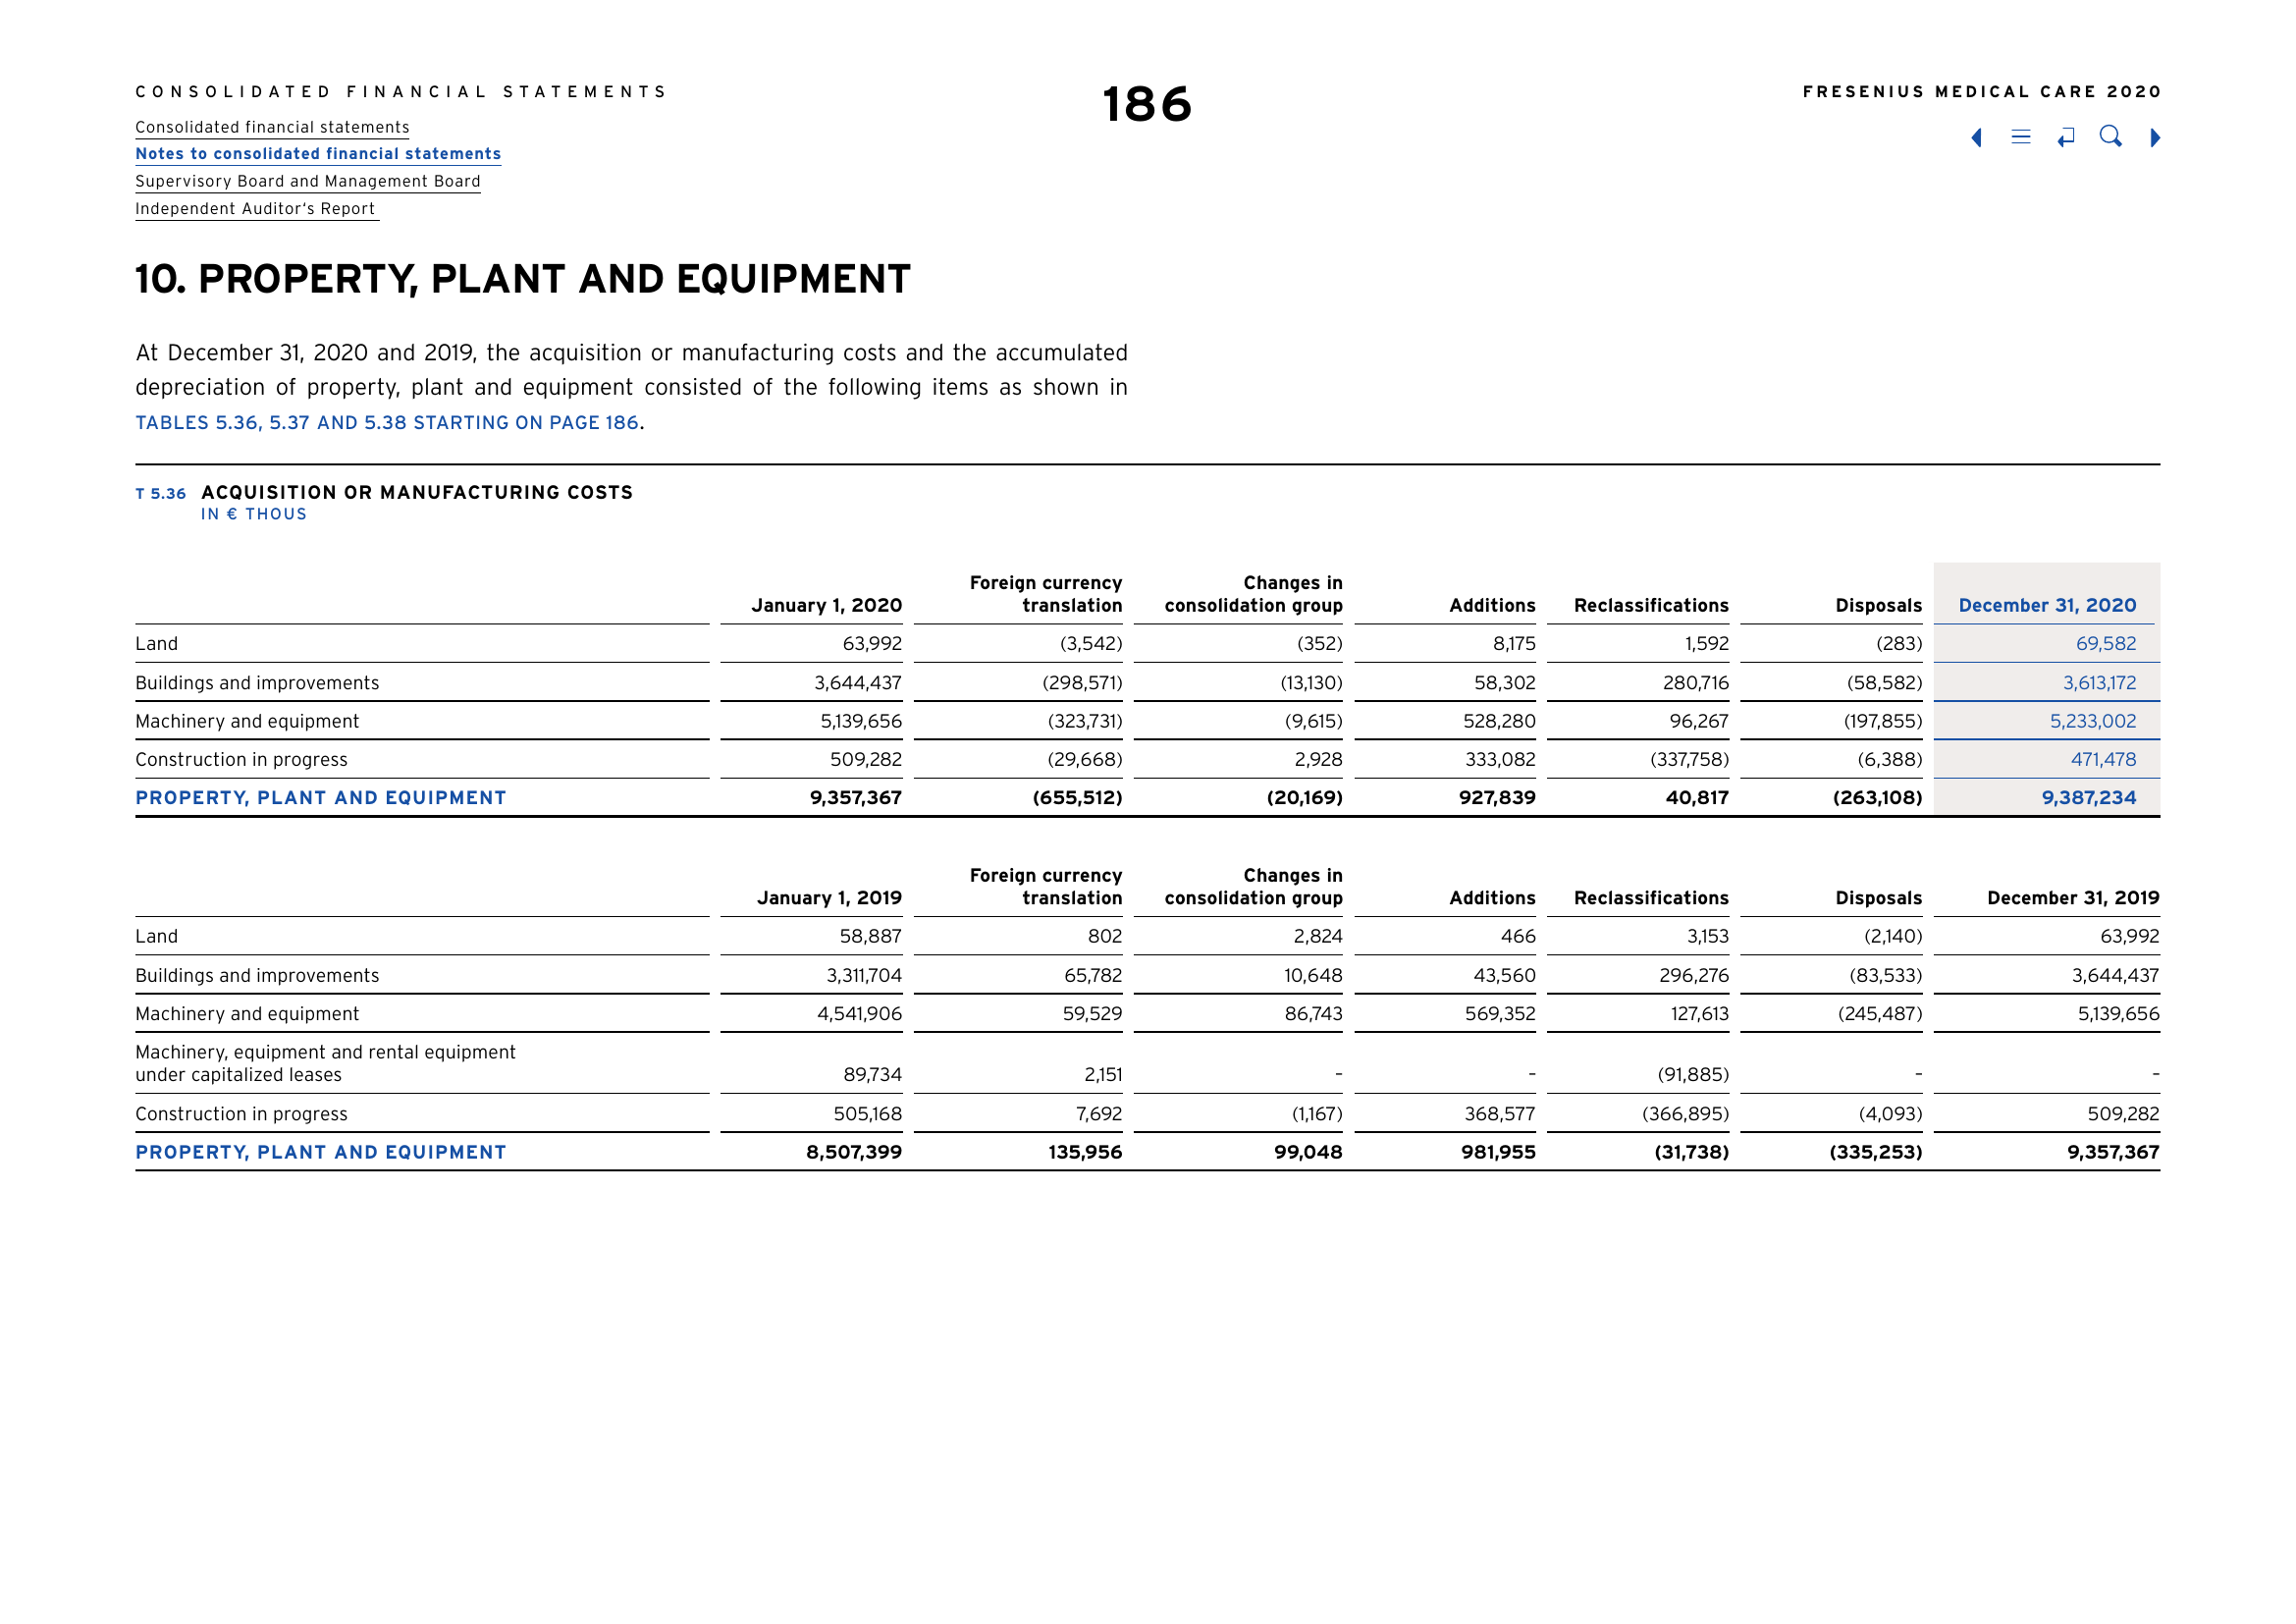 CONSOLIDATED FINANCIAL STATEMENTS
186
FRESENIUS MEDICAL CARE 2020
Consolidated financial statements
Notes to consolidated financial statements
Supervisory Board and Management Board
Independent Auditor‘s Report
10. PROPERTY, PLANT AND EQUIPMENT
At December 31, 2020 and 2019, the acquisition or manufacturing costs and the accumulated
depreciation of property, plant and equipment consisted of the following items as shown in
TABLES 5.36, 5.37 AND 5.38 STARTING ON PAGE 186.
T 5.36 ACQUISITION OR MANUFACTURING COSTS
IN € THOUS
Foreign currency Changes in
January 1, 2020 translation consolidation group Additions Reclassifications Disposals December 31, 2020
Land 63,992 (3,542) (352) 8,175 1,592 (283) 69,582
Buildings and improvements 3,644,437 (298,571) (13,130) 58,302 280,716 (58,582) 3,613,172
Machinery and equipment 5,139,656 (323,731) (9,615) 528,280 96,267 (197,855) 5,233,002
Construction in progress 509,282 (29,668) 2,928 333,082 (337,758) (6,388) 471,478
PROPERTY, PLANT AND EQUIPMENT 9,357,367 (655,512) (20,169) 927,839 40,817 (263,108) 9,387,234
Foreign currency Changes in
January 1, 2019 translation consolidation group Additions Reclassifications Disposals December 31, 2019
Land 58,887 802 2,824 466 3,153 (2,140) 63,992
Buildings and improvements 3,311,704 65,782 10,648 43,560 296,276 (83,533) 3,644,437
Machinery and equipment 4,541,906 59,529 86,743 569,352 127,613 (245,487) 5,139,656
Machinery, equipment and rental equipment
under capitalized leases 89,734 2,151 – – (91,885) – –
Construction in progress 505,168 7,692 (1,167) 368,577 (366,895) (4,093) 509,282
PROPERTY, PLANT AND EQUIPMENT 8,507,399 135,956 99,048 981,955 (31,738) (335,253) 9,357,367